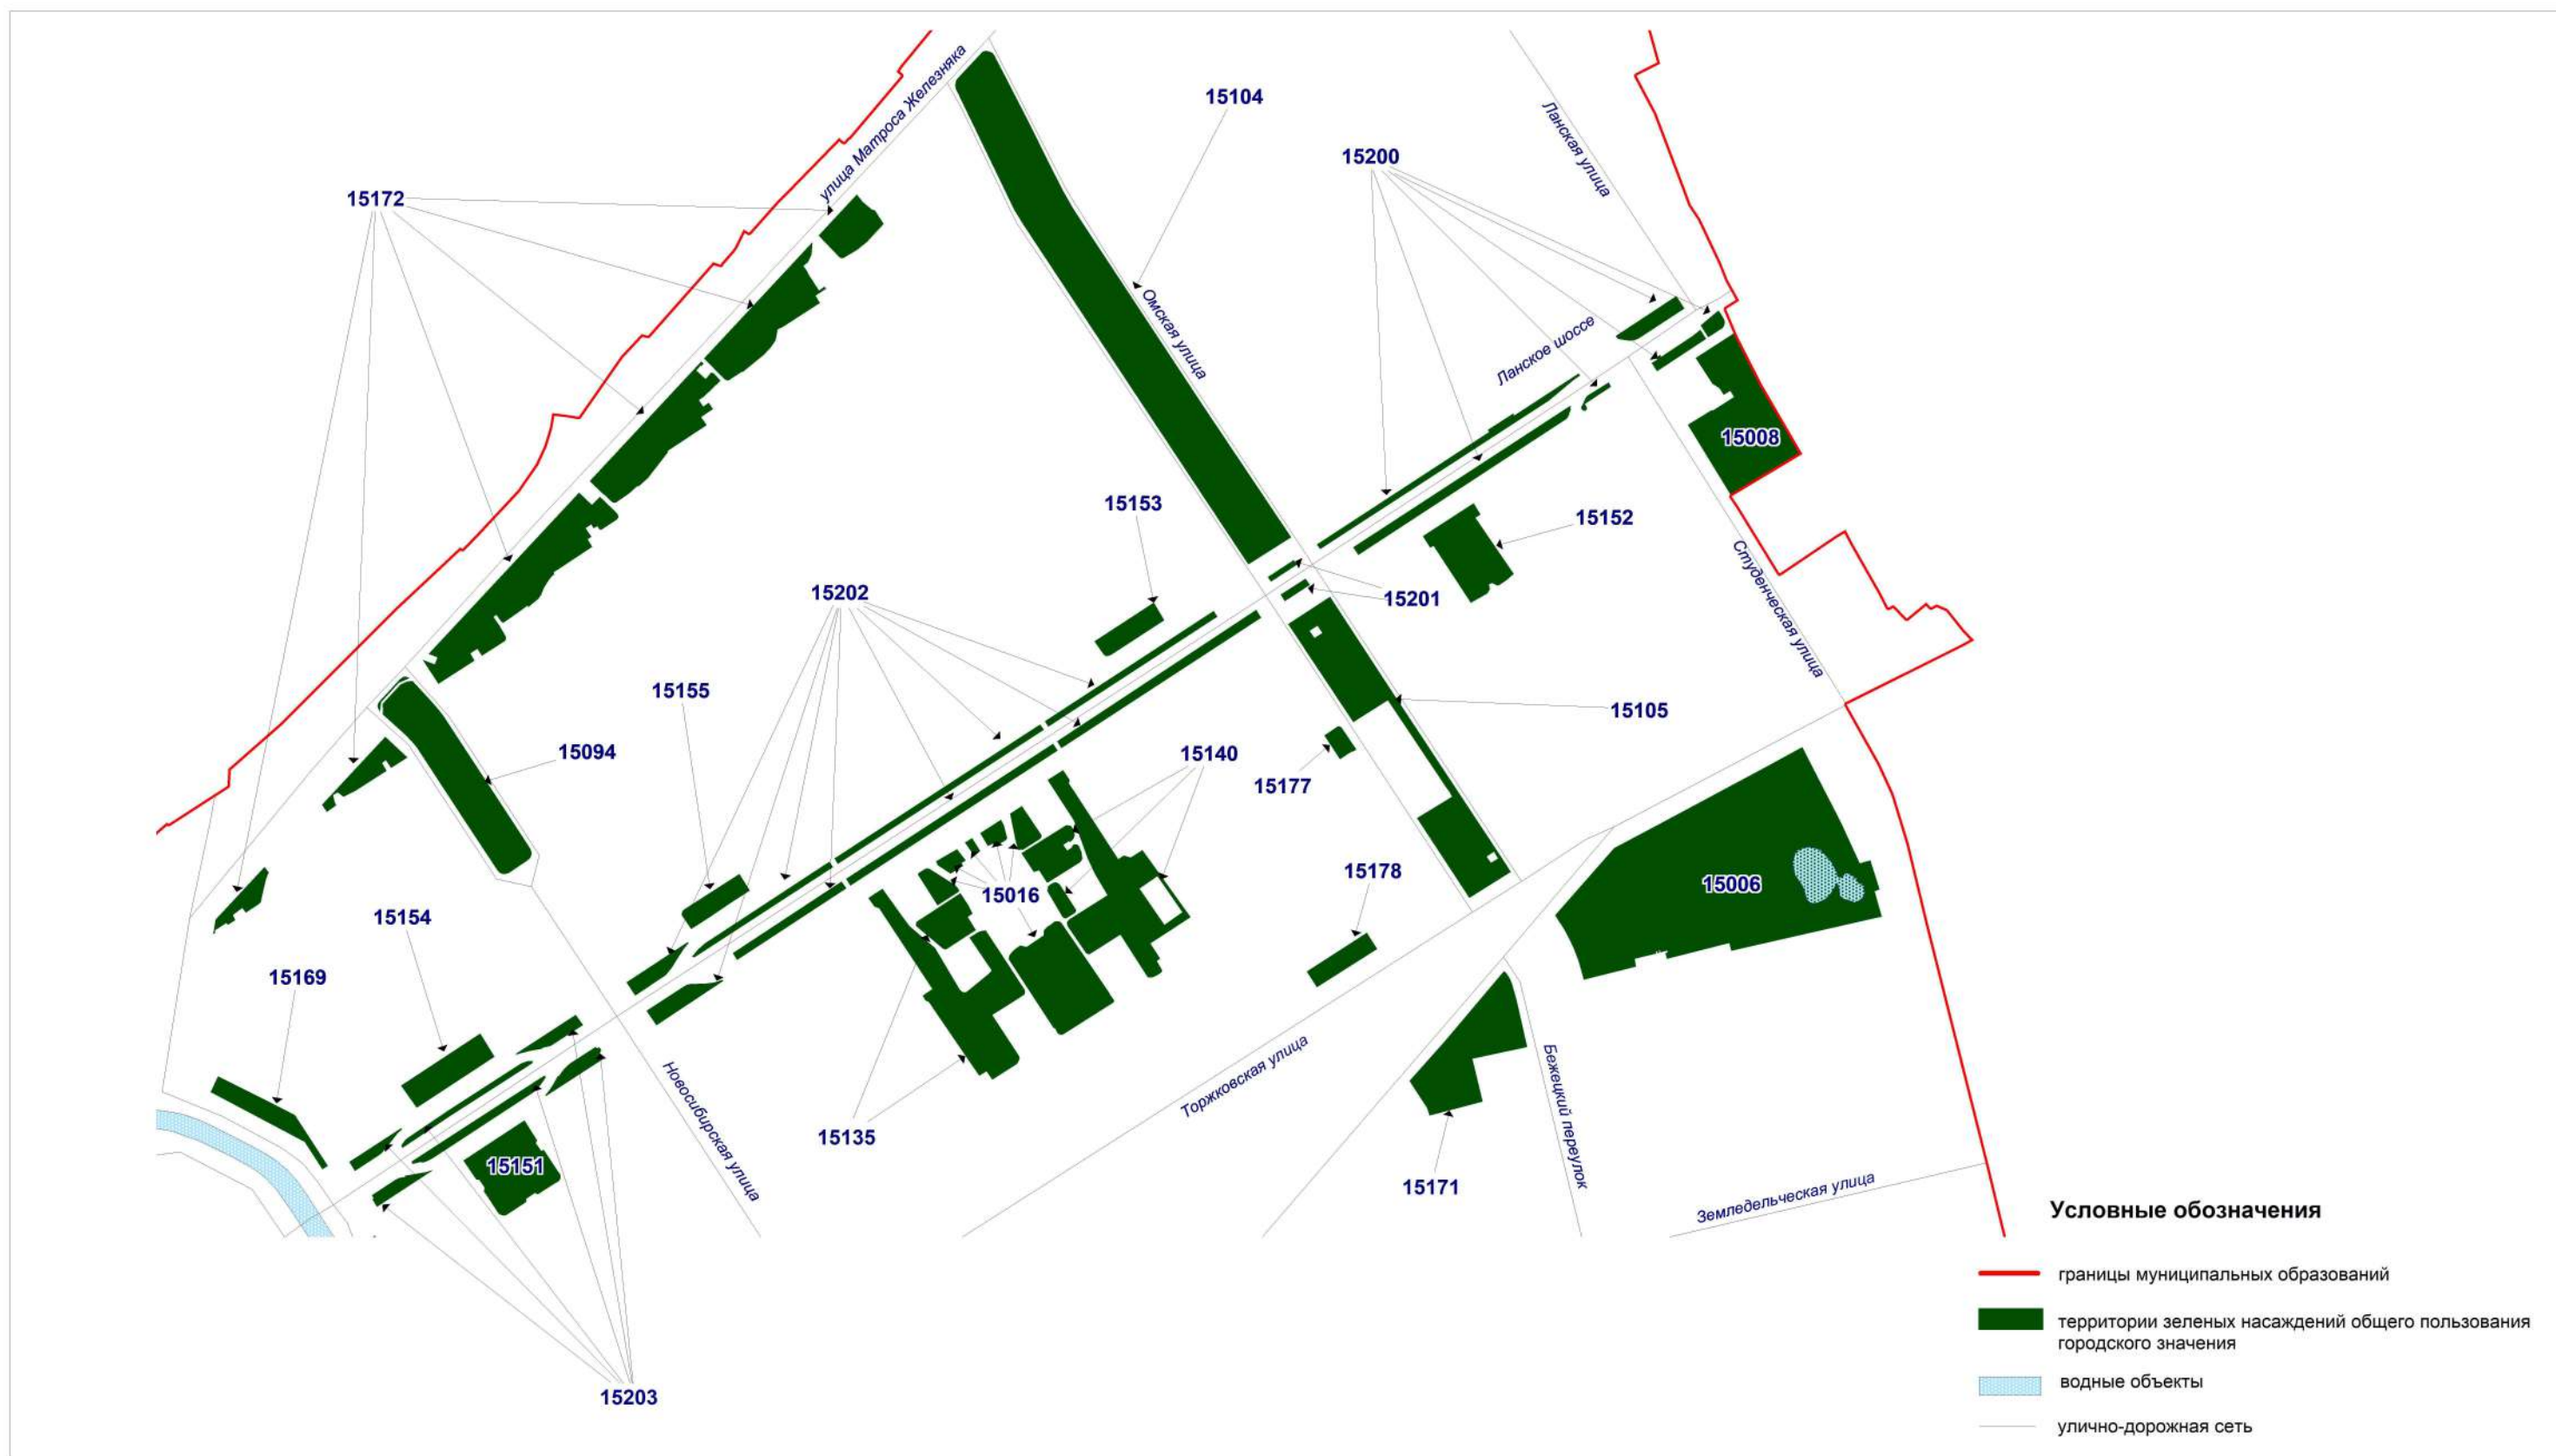 улица Матроса Железняка
15104
Ланская улица
15200
15172
Омская улица
Ланское шоссе
15008
15153
15152
Студенческая улица
15202
15201
15155
15105
15094
15140
15177
15178
15006
15016
15154
15169
Новосибирская улица
Торжковская улица
Бежецкий переулок
15135
15151
15171
Земледельческая улица
15203
Условные обозначения
границы муниципальных образований
территории зеленых насаждений общего пользования
городского значения
водные объекты
улично-дорожная сеть